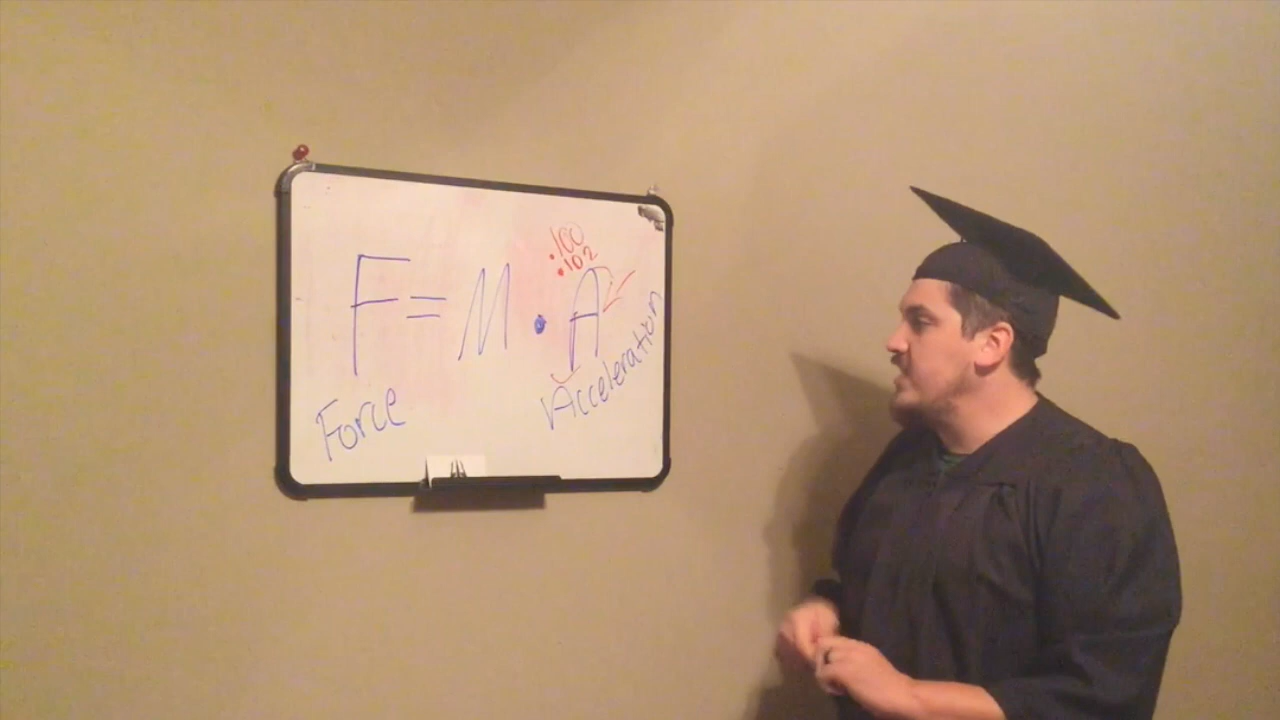 .100
.102
F = M · A
Force
Acceleration